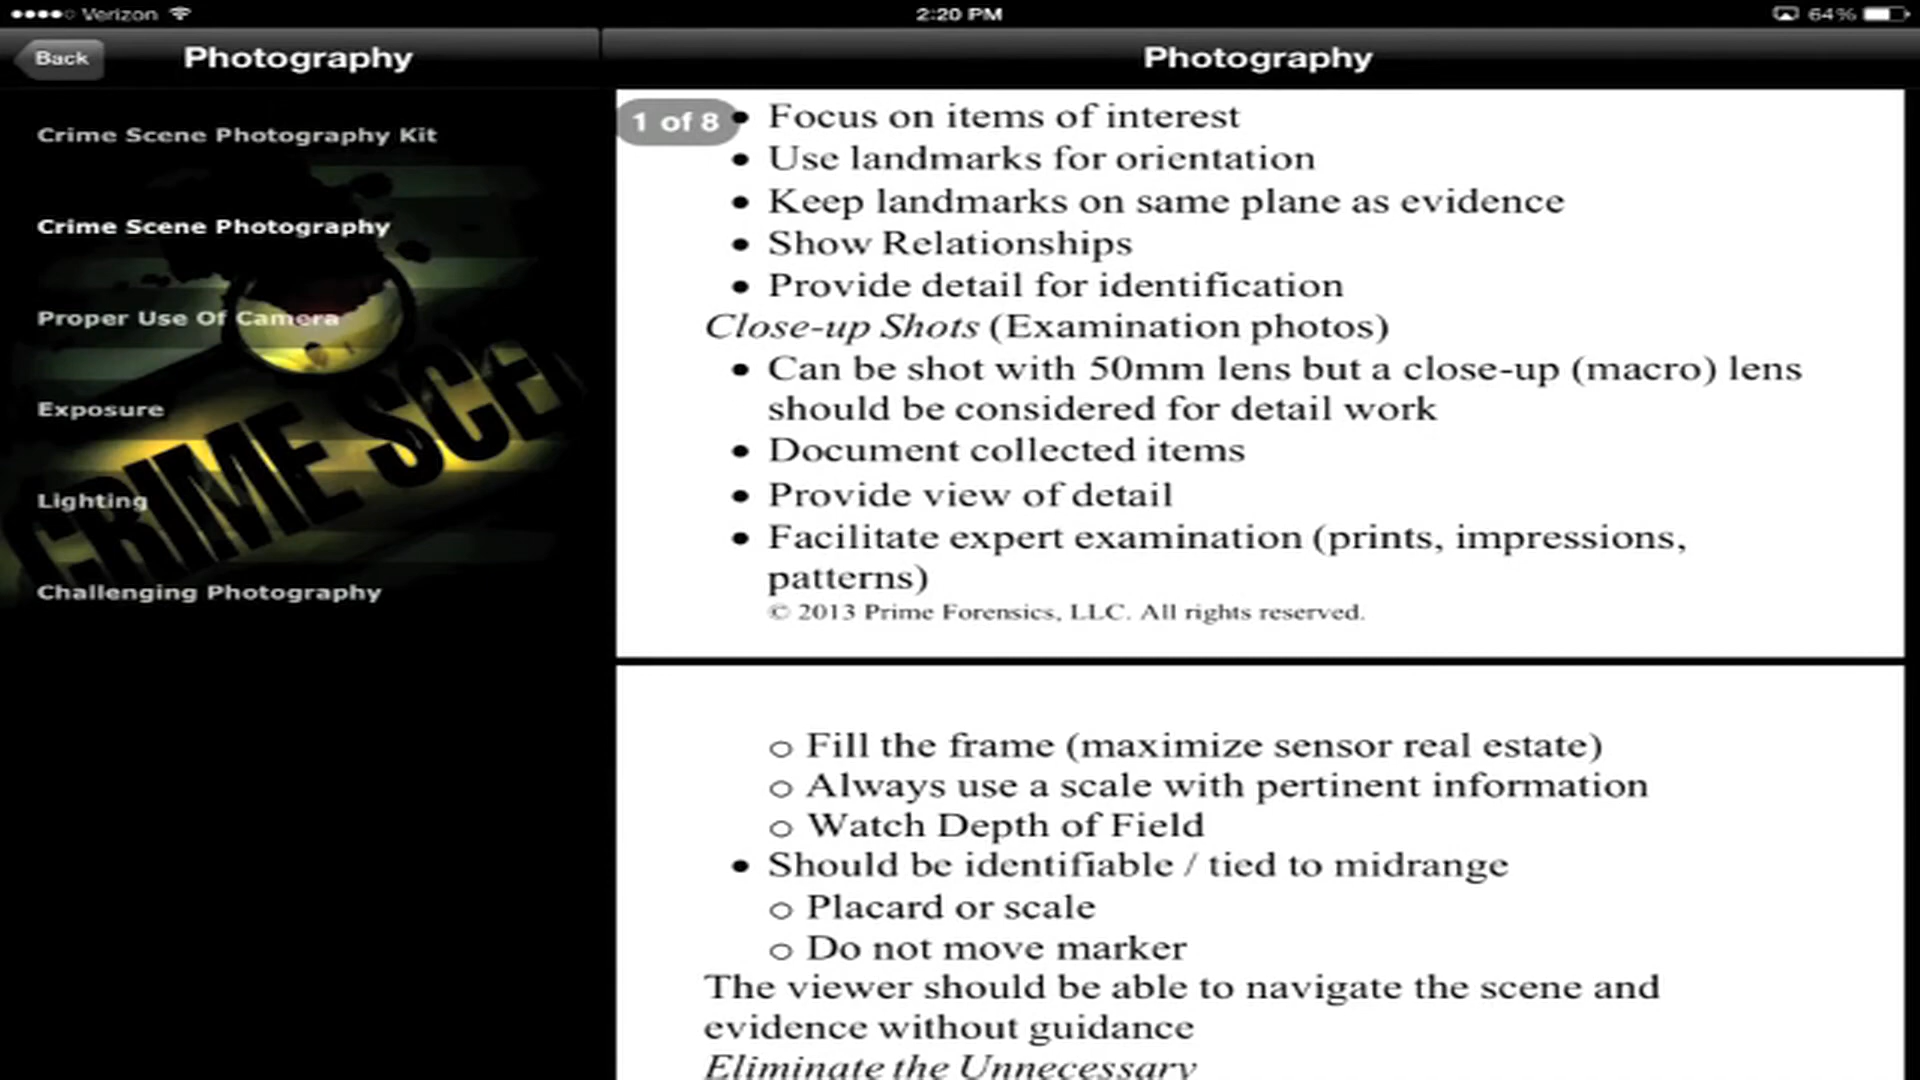 Verizon
2:20 PM
64%
Back
Photography
Photography
Crime Scene Photography Kit
Crime Scene Photography
Proper Use Of Camera
Exposure
Lighting
Challenging Photography
CRIME SCE
1 of 8
• Focus on items of interest
• Use landmarks for orientation
• Keep landmarks on same plane as evidence
• Show Relationships
• Provide detail for identification
Close-up Shots (Examination photos)
• Can be shot with 50mm lens but a close-up (macro) lens
should be considered for detail work
• Document collected items
• Provide view of detail
• Facilitate expert examination (prints, impressions,
patterns)
© 2013 Prime Forensics, LLC. All rights reserved.
○ Fill the frame (maximize sensor real estate)
○ Always use a scale with pertinent information
○ Watch Depth of Field
• Should be identifiable / tied to midrange
○ Placard or scale
○ Do not move marker
The viewer should be able to navigate the scene and
evidence without guidance
Eliminate the Unnecessary